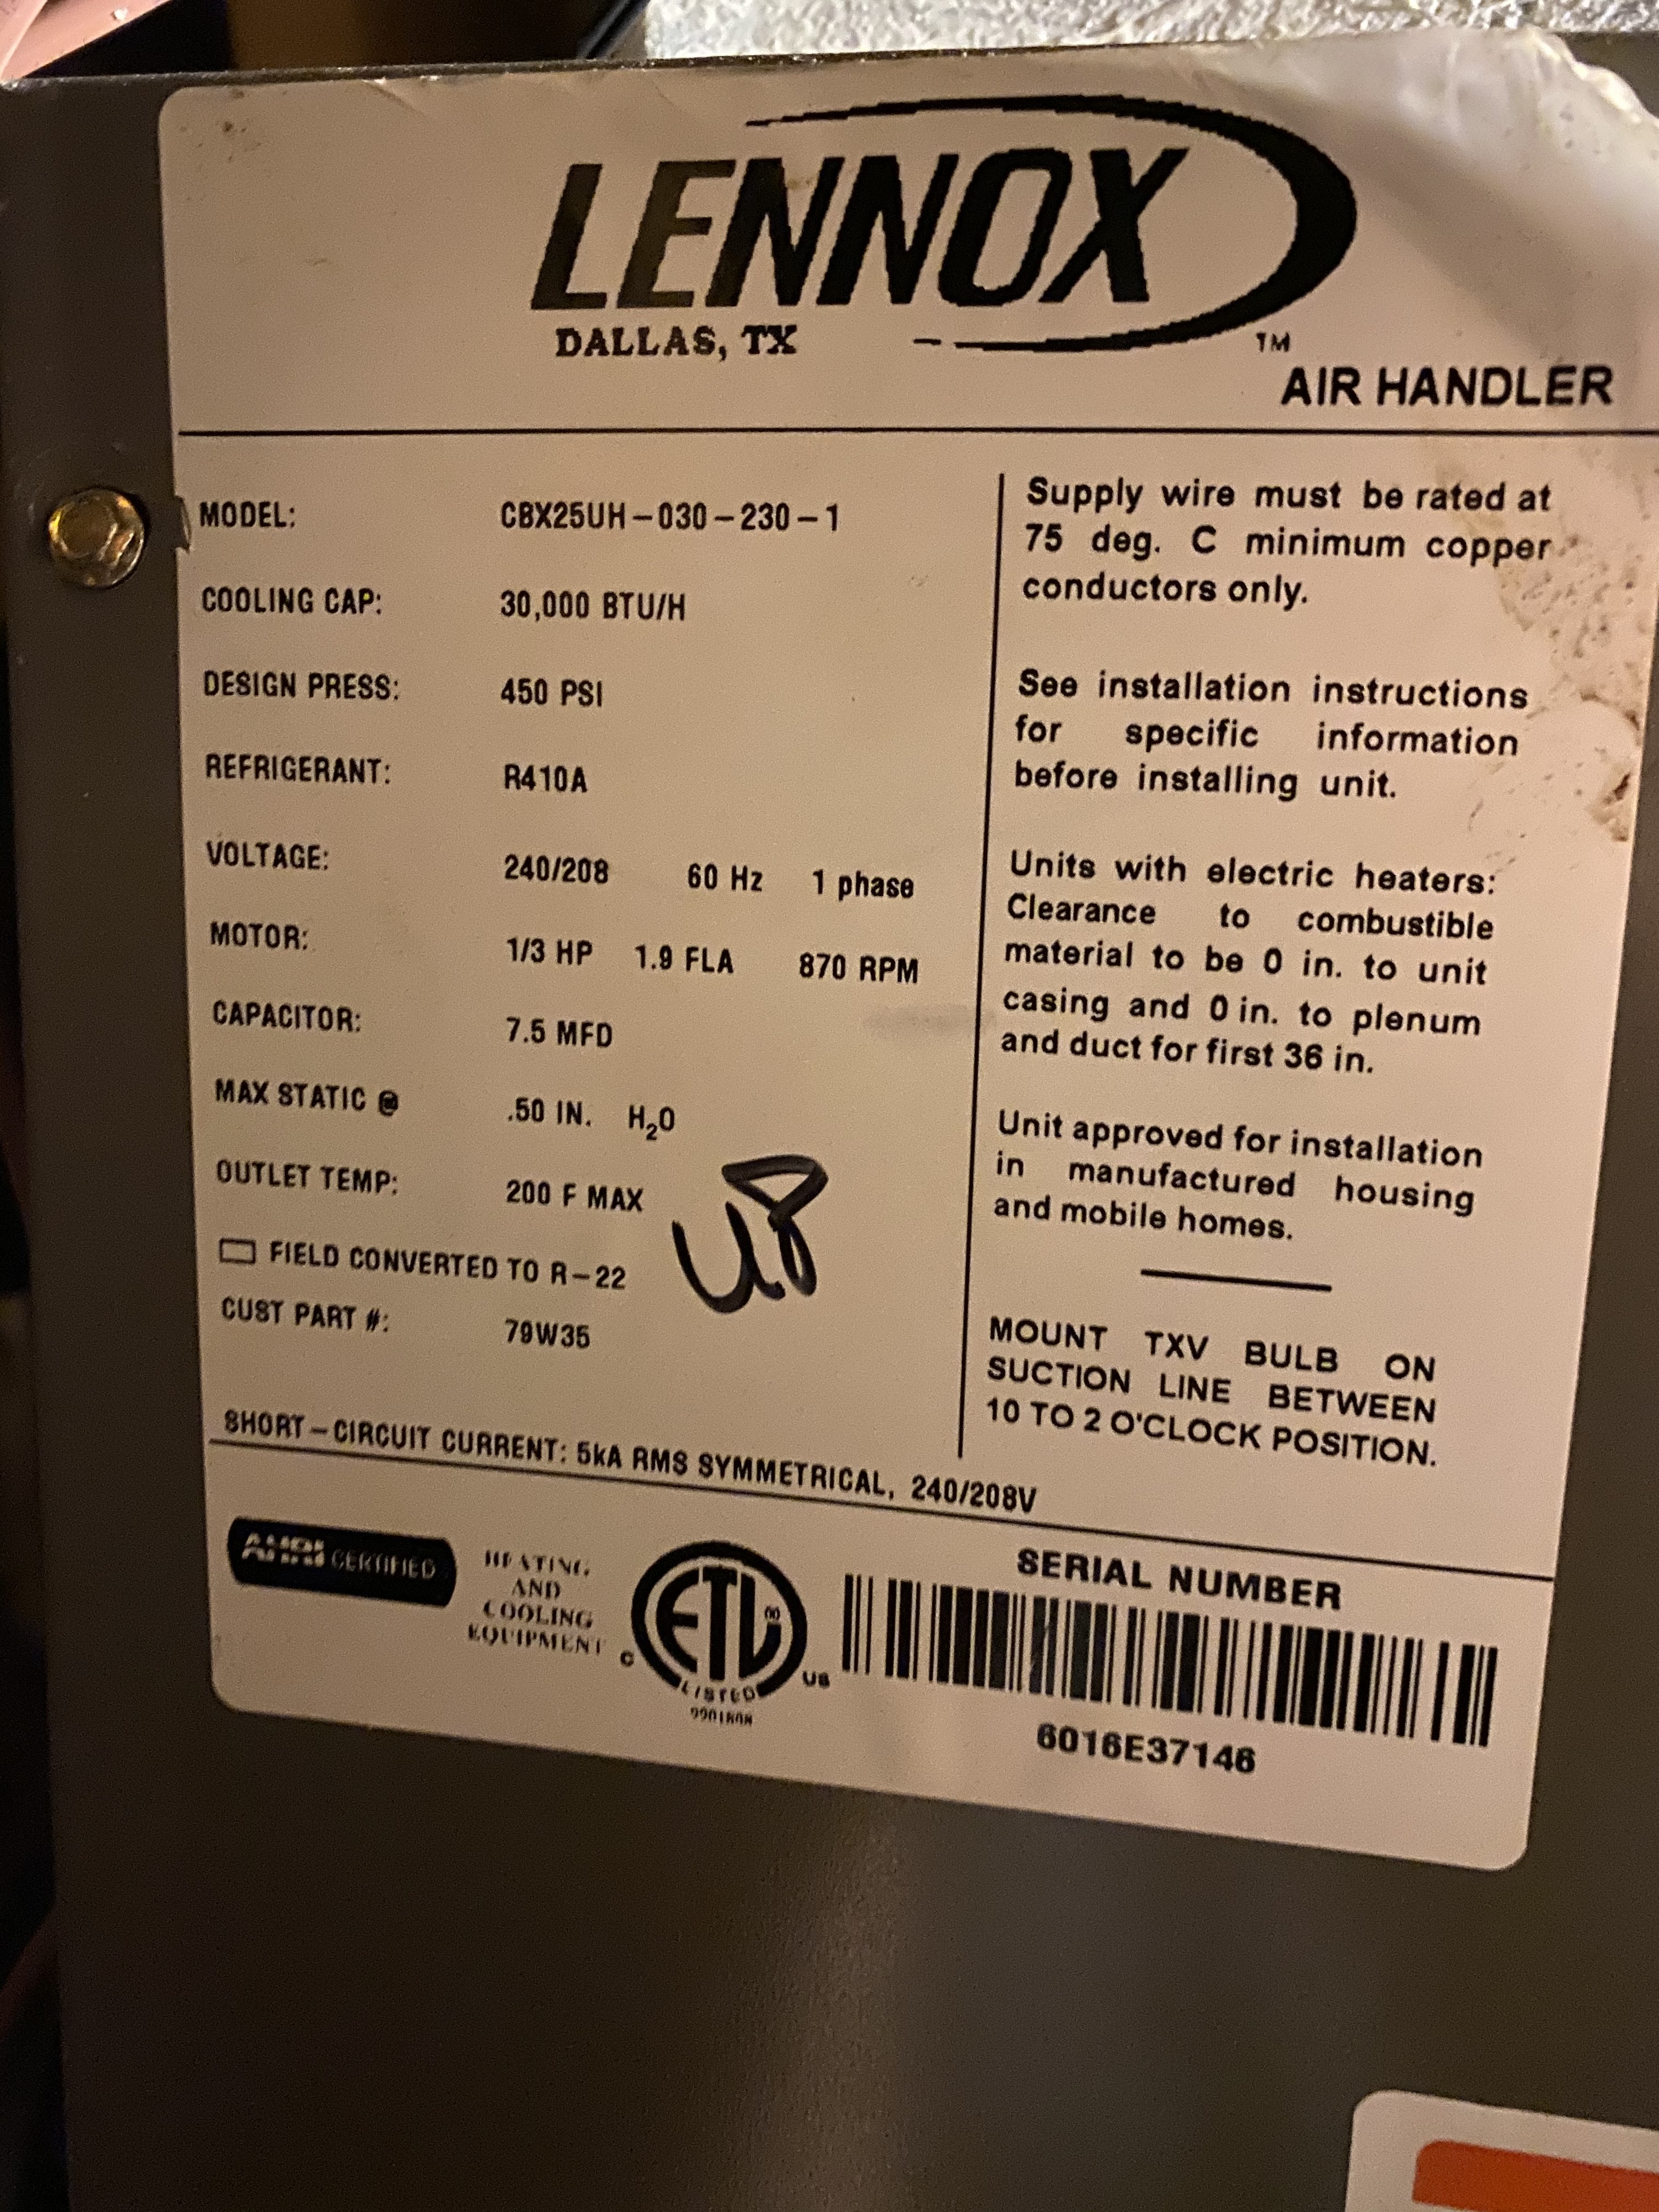 LENNOX
DALLAS, TX
TM
AIR HANDLER
MODEL: CBX25UH-030-230-1
COOLING CAP: 30,000 BTU/H
DESIGN PRESS: 450 PSI
REFRIGERANT: R410A
VOLTAGE: 240/208 60 Hz 1 phase
MOTOR: 1/3 HP 1.9 FLA 870 RPM
CAPACITOR: 7.5 MFD
MAX STATIC @ .50 IN. H₂O
OUTLET TEMP: 200 F MAX
FIELD CONVERTED TO R-22
CUST PART #: 79W35
SHORT-CIRCUIT CURRENT: 5kA RMS SYMMETRICAL, 240/208V
Supply wire must be rated at
75 deg. C minimum copper
conductors only.
See installation instructions
for specific information
before installing unit.
Units with electric heaters:
Clearance to combustible
material to be 0 in. to unit
casing and 0 in. to plenum
and duct for first 36 in.
Unit approved for installation
in manufactured housing
and mobile homes.
MOUNT TXV BULB ON
SUCTION LINE BETWEEN
10 TO 2 O'CLOCK POSITION.
AHRI CERTIFIED
HEATING
AND
COOLING
EQUIPMENT
C ETL US
LISTED
SERIAL NUMBER
6016E37146